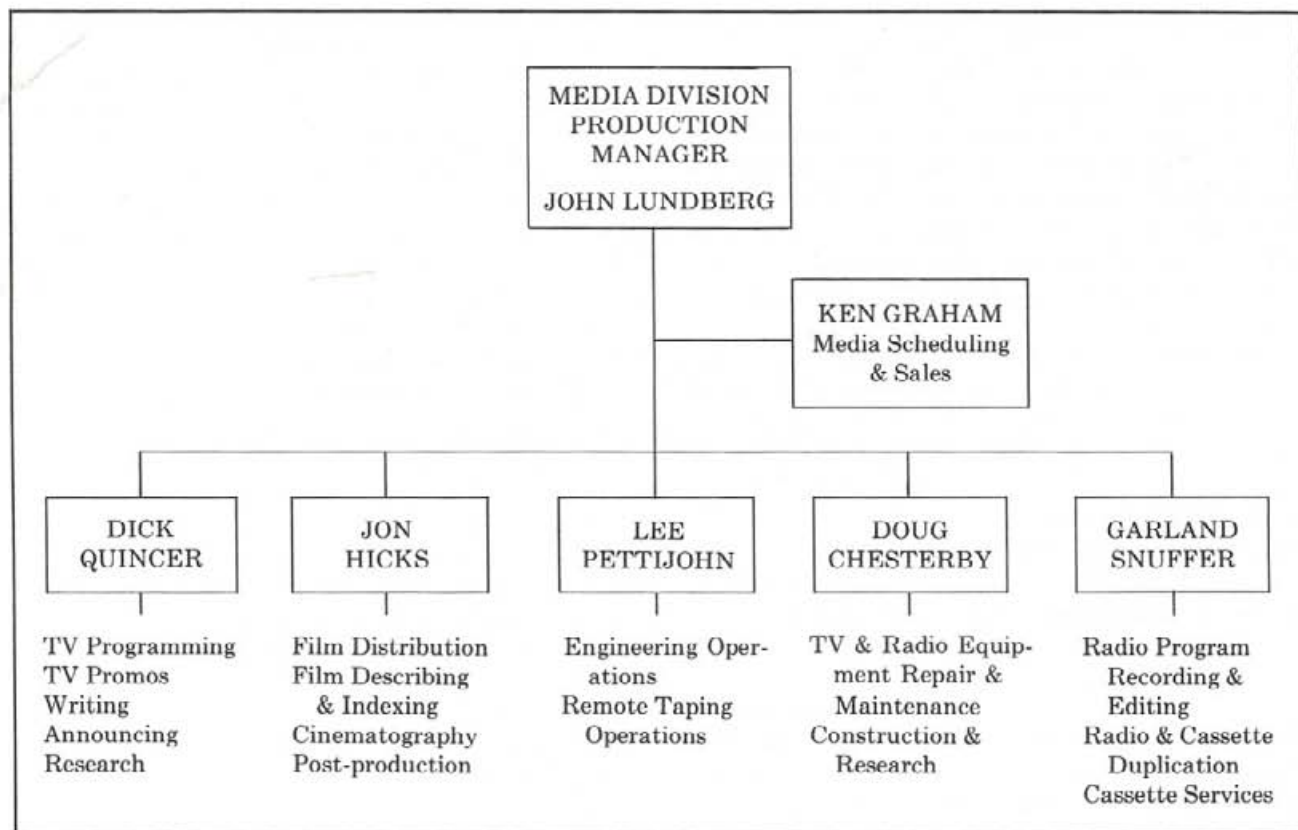 MEDIA DIVISION
PRODUCTION
MANAGER
JOHN LUNDBERG
KEN GRAHAM
Media Scheduling
& Sales
DICK
QUINCER
TV Programming
TV Promos
Writing
Announcing
Research
JON
HICKS
Film Distribution
Film Describing
& Indexing
Cinematography
Post-production
LEE
PETTIJOHN
Engineering Oper-
ations
Remote Taping
Operations
DOUG
CHESTERBY
TV & Radio Equip-
ment Repair &
Maintenance
Construction &
Research
GARLAND
SNUFFER
Radio Program
Recording &
Editing
Radio & Cassette
Duplication
Cassette Services